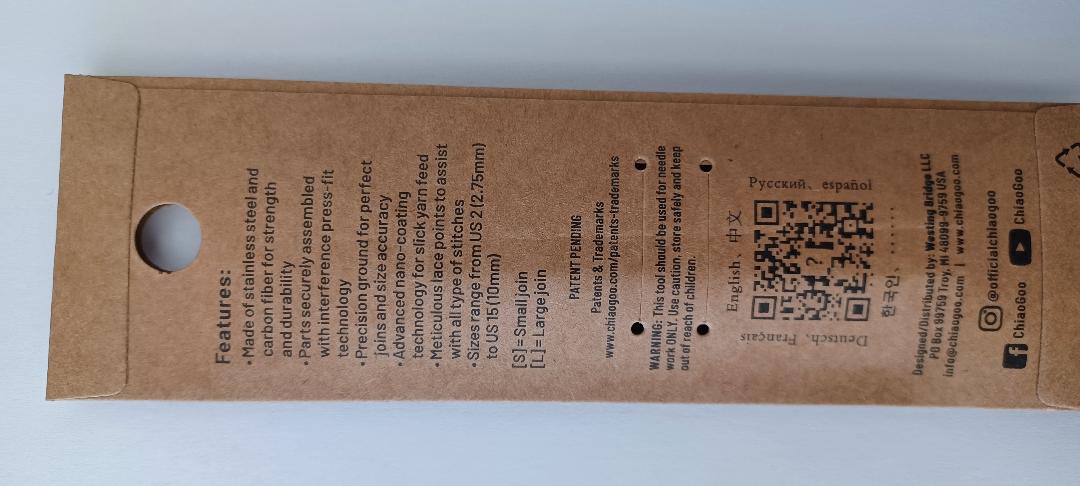 Features:
• Made of stainless steel and
carbon fiber for strength
and durability
• Parts securely assembled
with interference press-fit
technology
• Precision ground for perfect
joins and size accuracy
• Advanced nano-coating
technology for slick yarn feed
• Meticulous lace points to assist
with all type of stitches
• Sizes range from US 2 (2.75mm)
to US 15 (10mm)
[S] = Small join
[L] = Large join
PATENT PENDING
Patents & Trademarks
www.chiaogoo.com/patents-trademarks
WARNING: This tool should be used for needle
work ONLY. Use caution, store safely and keep
out of reach of children.
English、中文
Русский、español
?
Deutsch, Français
한국인、......
Designed/Distributed by: Westing Bridge LLC
PO Box 99759 Troy, MI 48099-9759 USA
info@chiaogoo.com | www.chiaogoo.com
@officialchiaogoo
ChiaoGoo ChiaoGoo